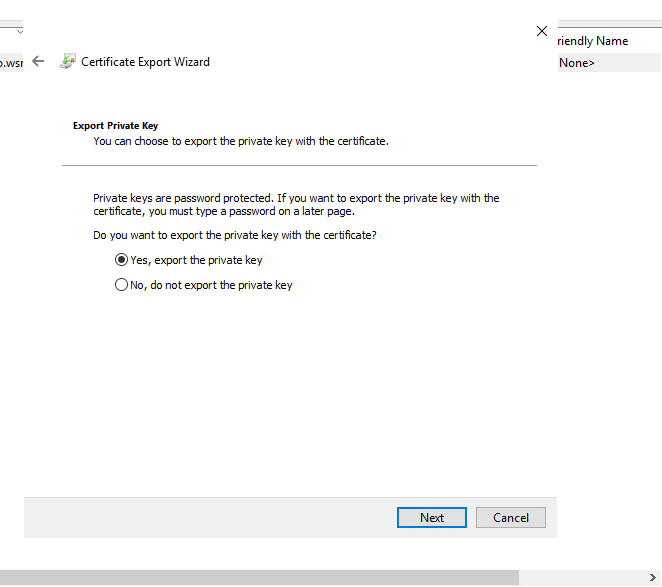 riendly Name
Certificate Export Wizard
None>
Export Private Key
You can choose to export the private key with the certificate.
Private keys are password protected. If you want to export the private key with the
certificate, you must type a password on a later page.
Do you want to export the private key with the certificate?
Yes, export the private key
No, do not export the private key
Next
Cancel